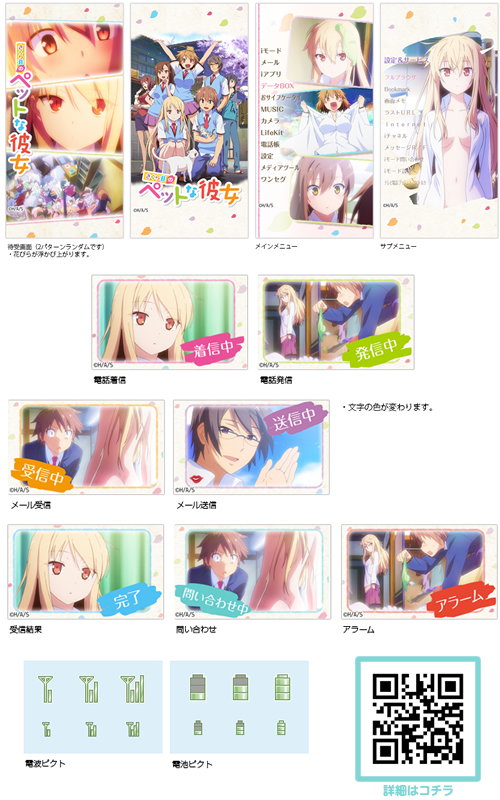 さくら荘の
ペットな彼女
©H/A/S
さくら荘の
ペットな彼女
©H/A/S
iモード
メール
iアプリ
データBOX
おサイフケータイ
MUSIC
カメラ
LifeKit
電話帳
設定
メディアツール
ワンセグ
©H/A/S
設定&サービス
フルブラウザ
Bookmark
画面メモ
ラストURL
Internet
iチャネル
メッセージR/F
iモード問い合わせ
iモード設定
©H/A/S
待受画面(2パターンランダムです)
・花びらが浮かび上がります。
メインメニュー
サブメニュー
着信中
©H/A/S
発信中
©H/A/S
電話着信
電話発信
受信中
©H/A/S
送信中
©H/A/S
・文字の色が変わります。
メール受信
メール送信
完了
©H/A/S
問い合わせ中
©H/A/S
アラーム
©H/A/S
受信結果
問い合わせ
アラーム
電波ピクト
電池ピクト
詳細はコチラ